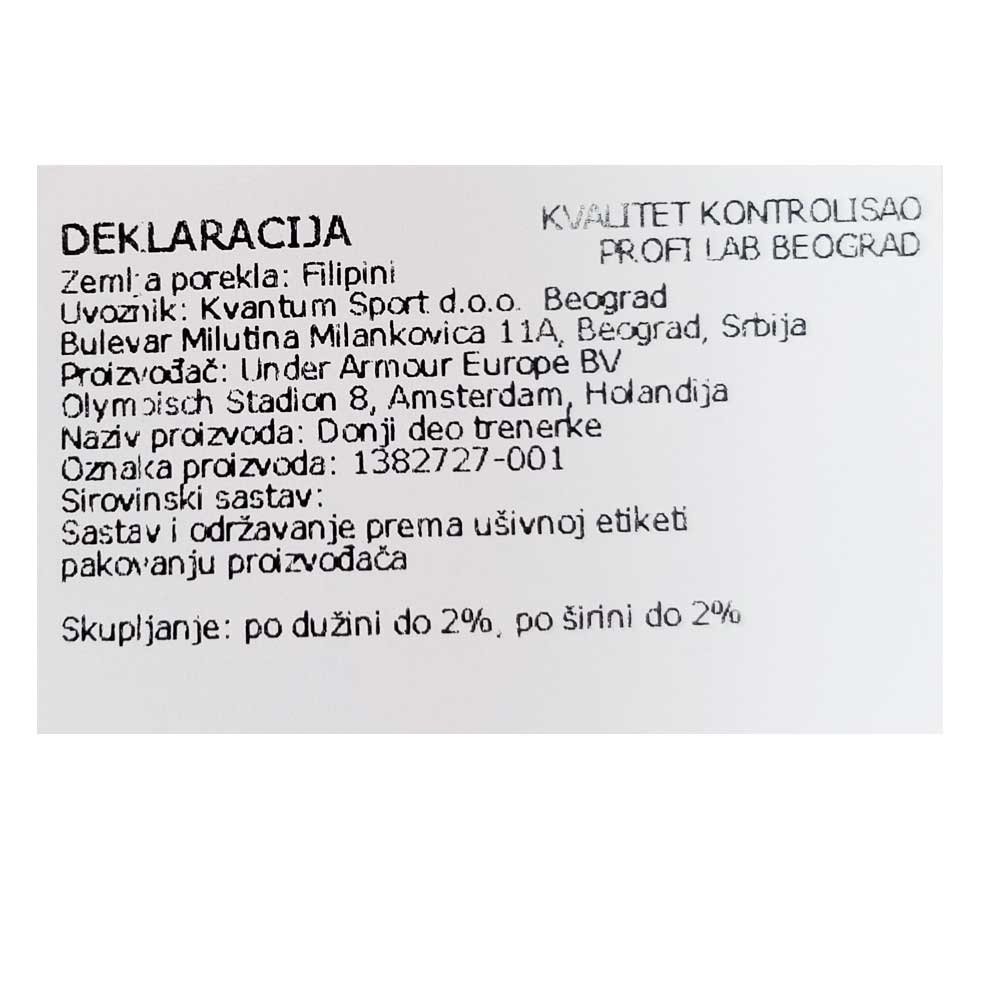 DEKLARACIJA
KVALITET KONTROLISAO
PROFI LAB BEOGRAD
Zemlja porekla: Filipini
Uvoznik: Kvantum Sport d.o.o. Beograd
Bulevar Milutina Milankovica 11A, Beograd, Srbija
Proizvođač: Under Armour Europe BV
Olympisch Stadion 8, Amsterdam, Holandija
Naziv proizvoda: Donji deo trenerke
Oznaka proizvoda: 1382727-001
Sirovinski sastav:
Sastav i održavanje prema ušivnoj etiketi
pakovanju proizvođača
Skupljanje: po dužini do 2%, po širini do 2%